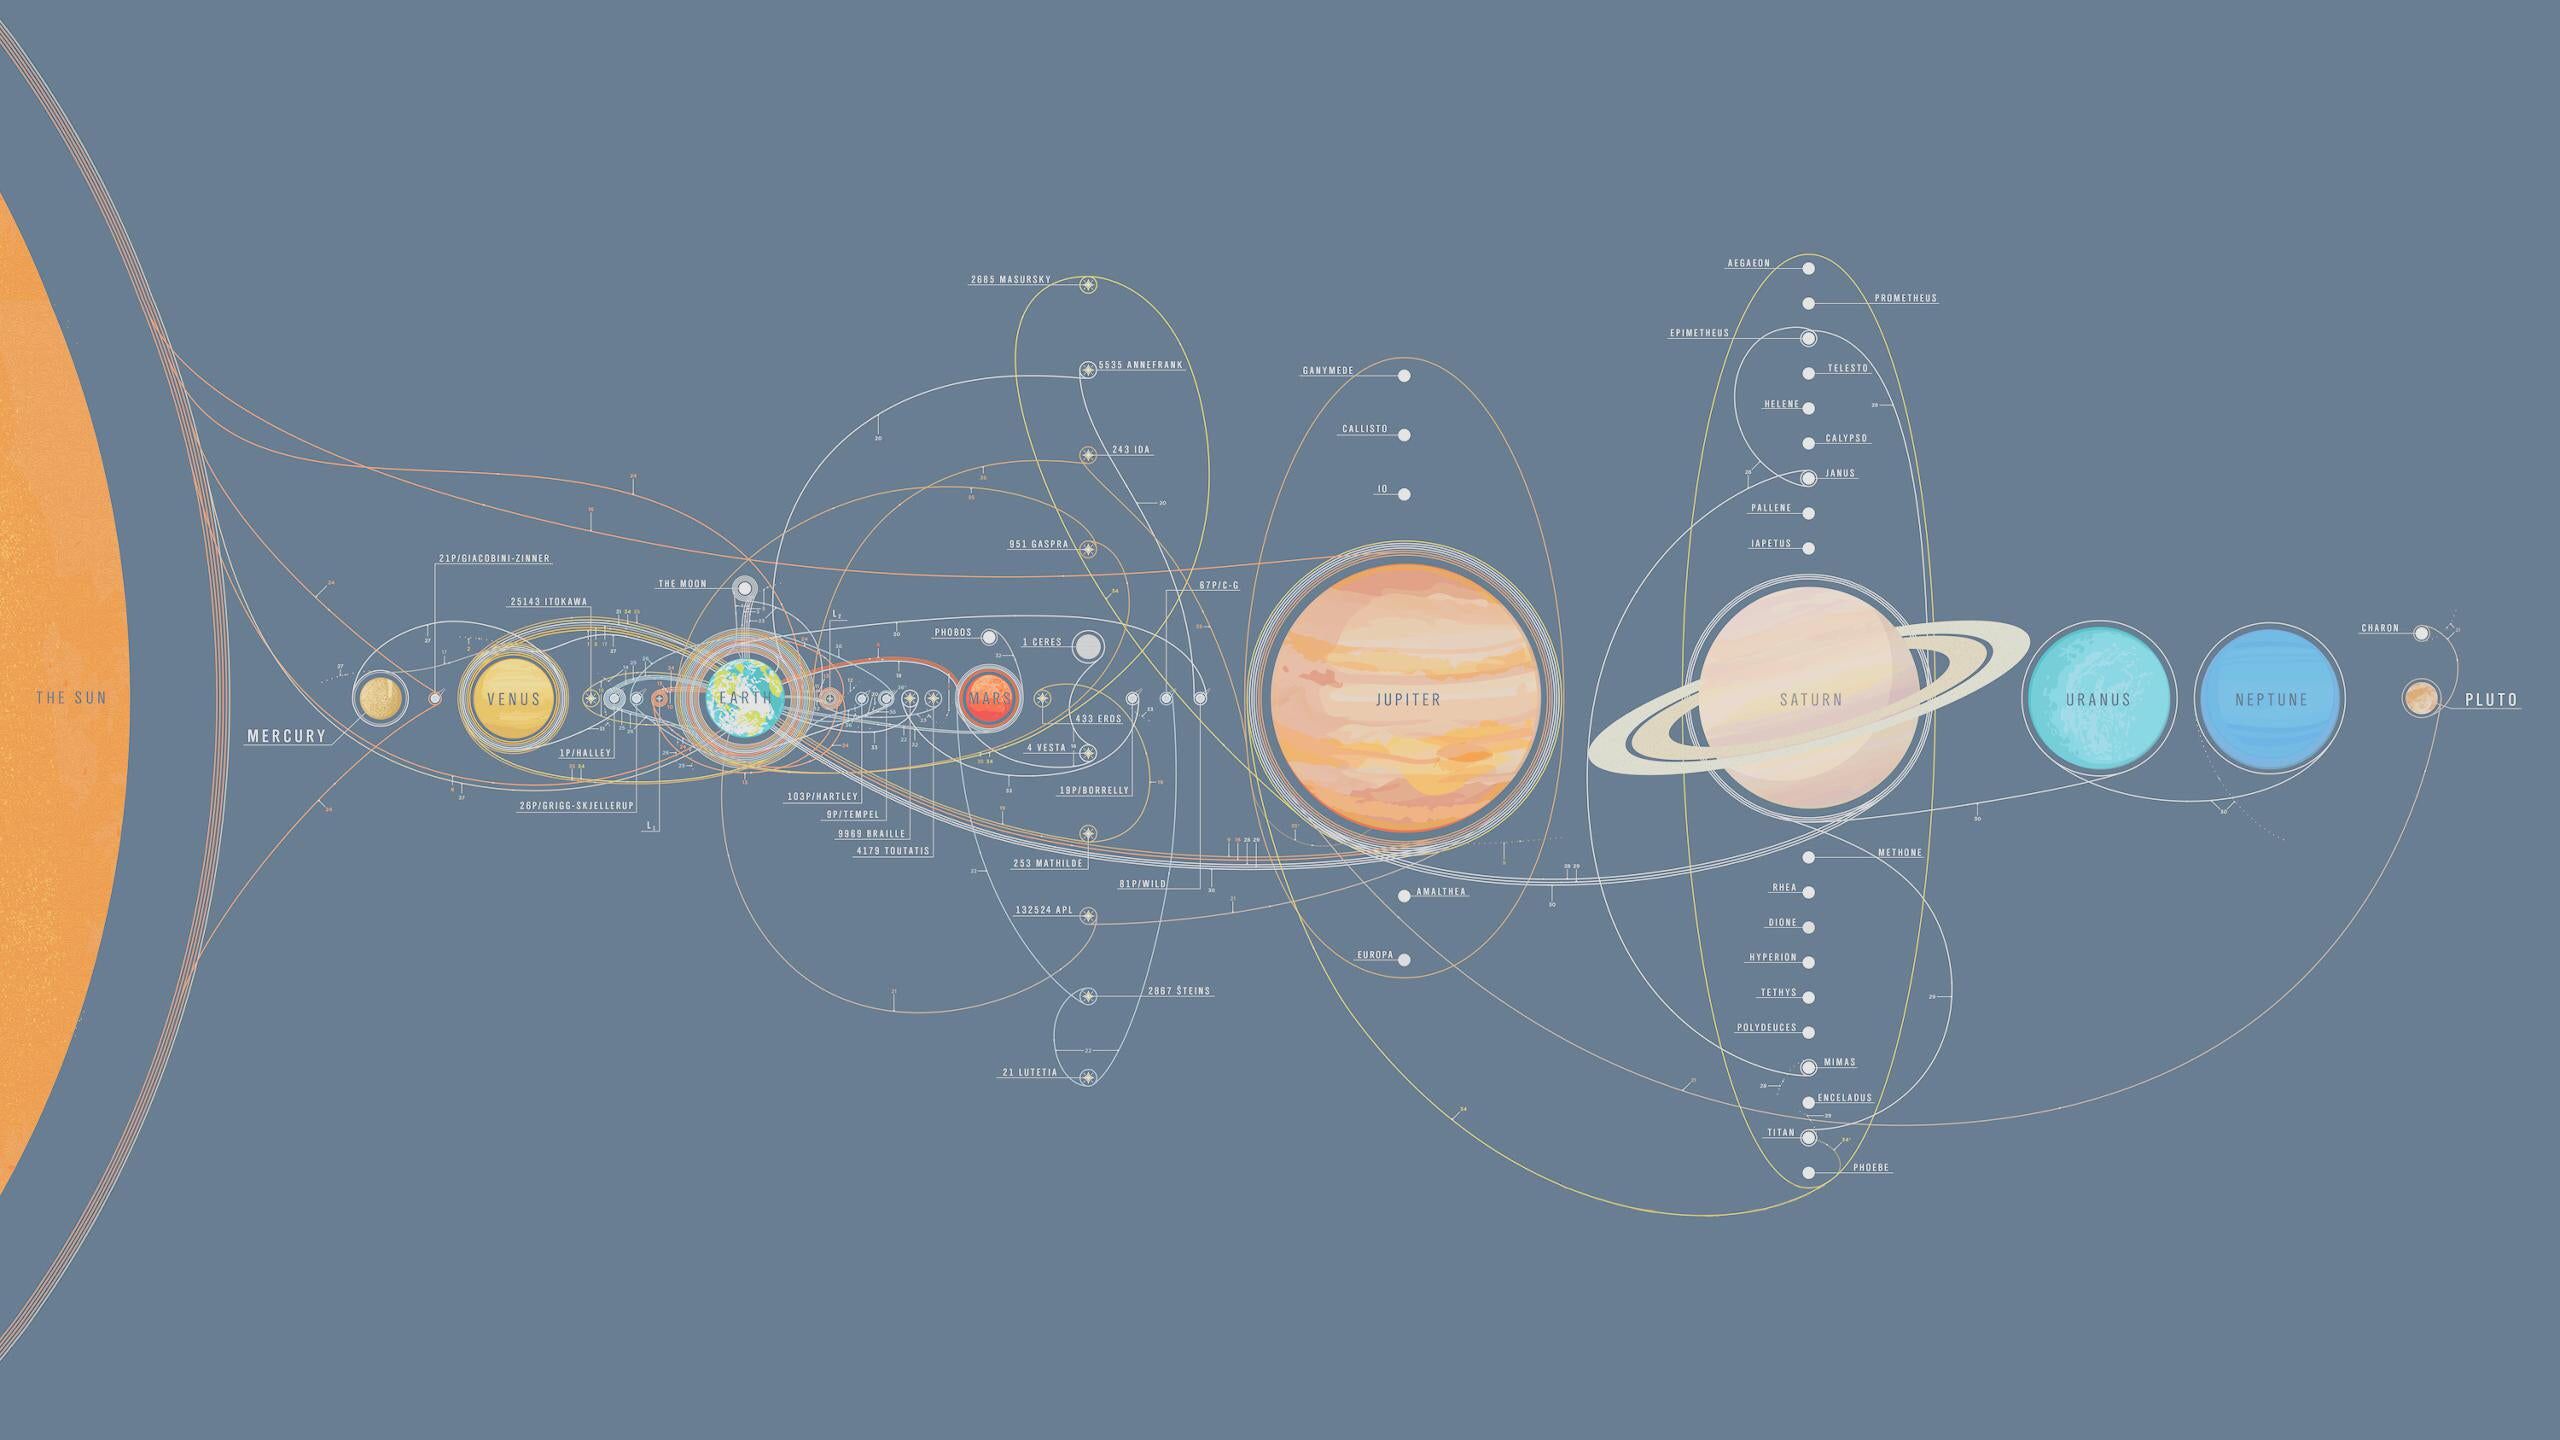 THE SUN
MERCURY
21P/GIACOBINI-ZINNER
25143 ITOKAWA
VENUS
1P/HALLEY
26P/GRIGG-SKJELLERUP
L1
THE MOON
EARTH
L2
103P/HARTLEY
9P/TEMPEL
9969 BRAILLE
4179 TOUTATIS
PHOBOS
MARS
2685 MASURSKY
5535 ANNEFRANK
243 IDA
951 GASPRA
1 CERES
433 EROS
4 VESTA
19P/BORRELLY
67P/C-G
253 MATHILDE
81P/WILD
132524 APL
2867 ŠTEINS
21 LUTETIA
GANYMEDE
CALLISTO
IO
JUPITER
AMALTHEA
EUROPA
AEGAEON
PROMETHEUS
EPIMETHEUS
TELESTO
HELENE
CALYPSO
JANUS
PALLENE
IAPETUS
SATURN
METHONE
RHEA
DIONE
HYPERION
TETHYS
POLYDEUCES
MIMAS
ENCELADUS
TITAN
PHOEBE
URANUS
NEPTUNE
CHARON
PLUTO